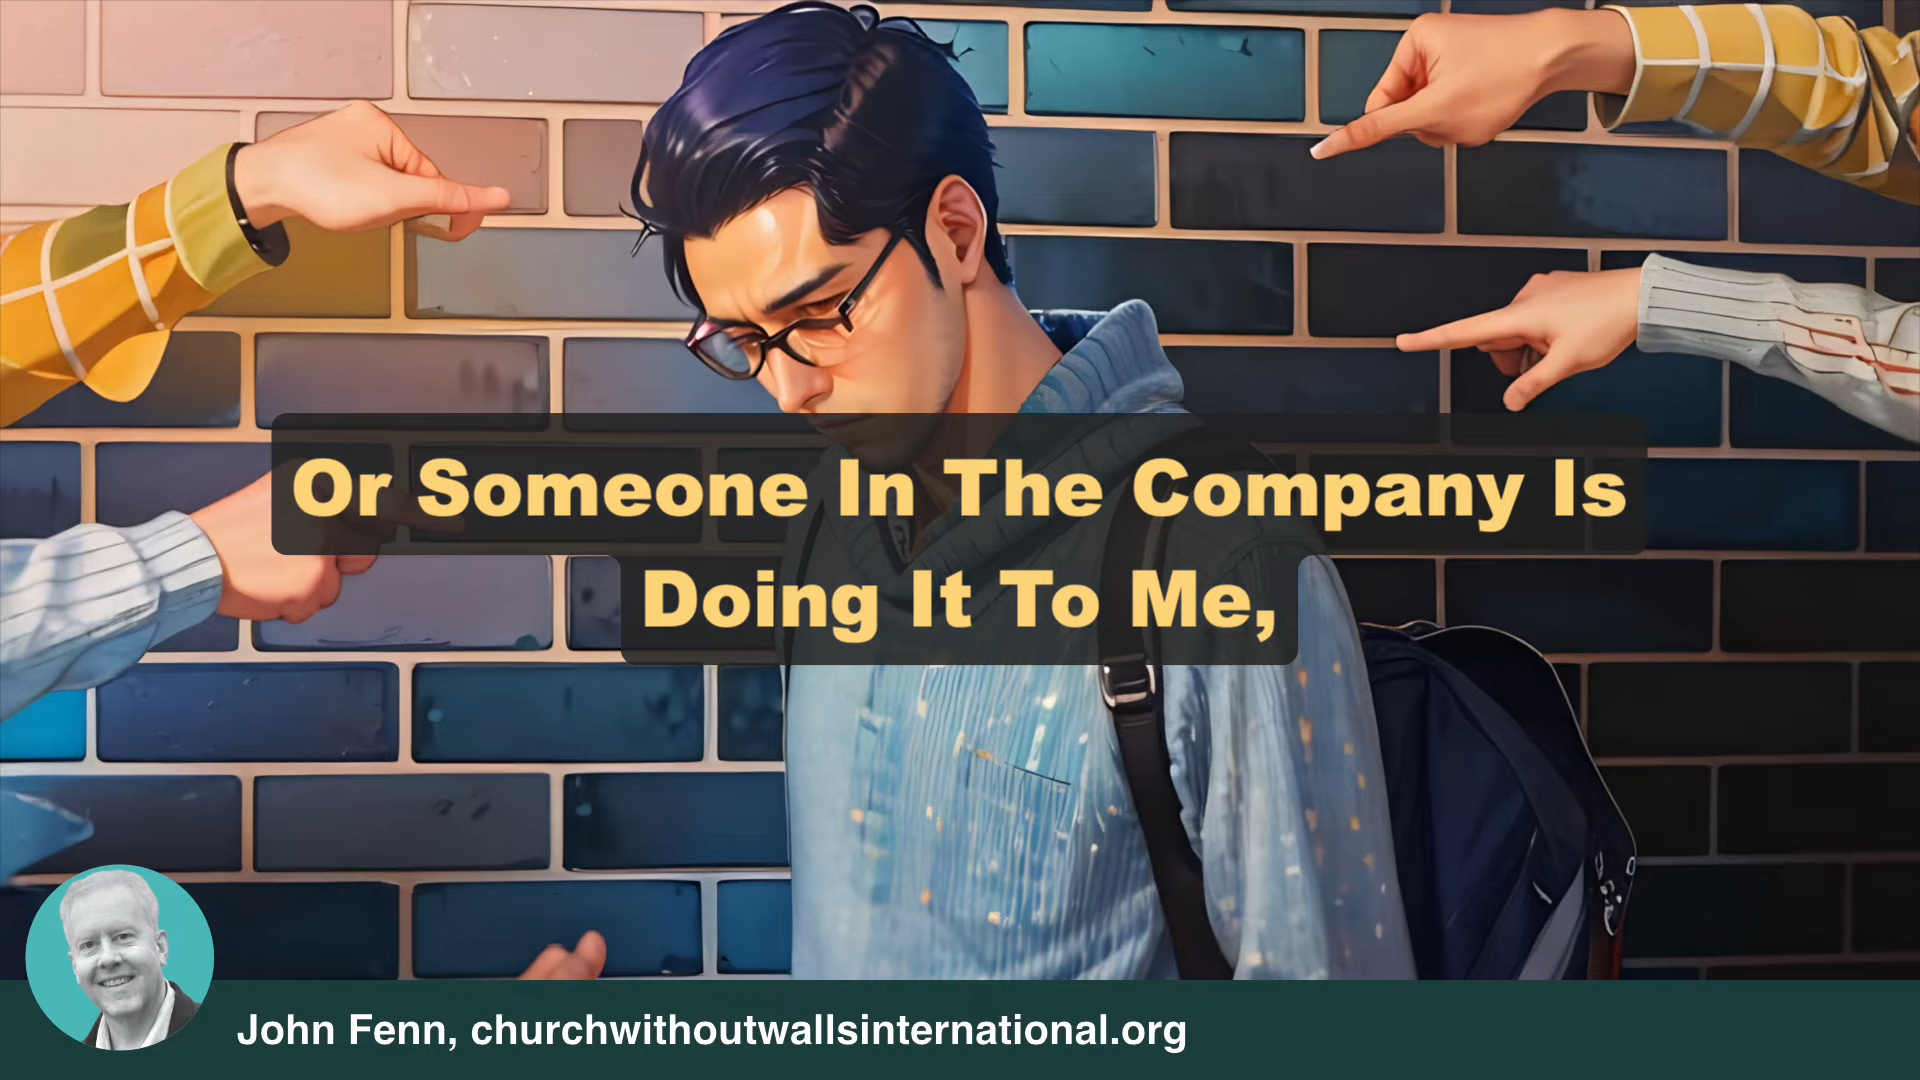 Or Someone In The Company Is
Doing It To Me,
John Fenn, churchwithoutwallsinternational.org